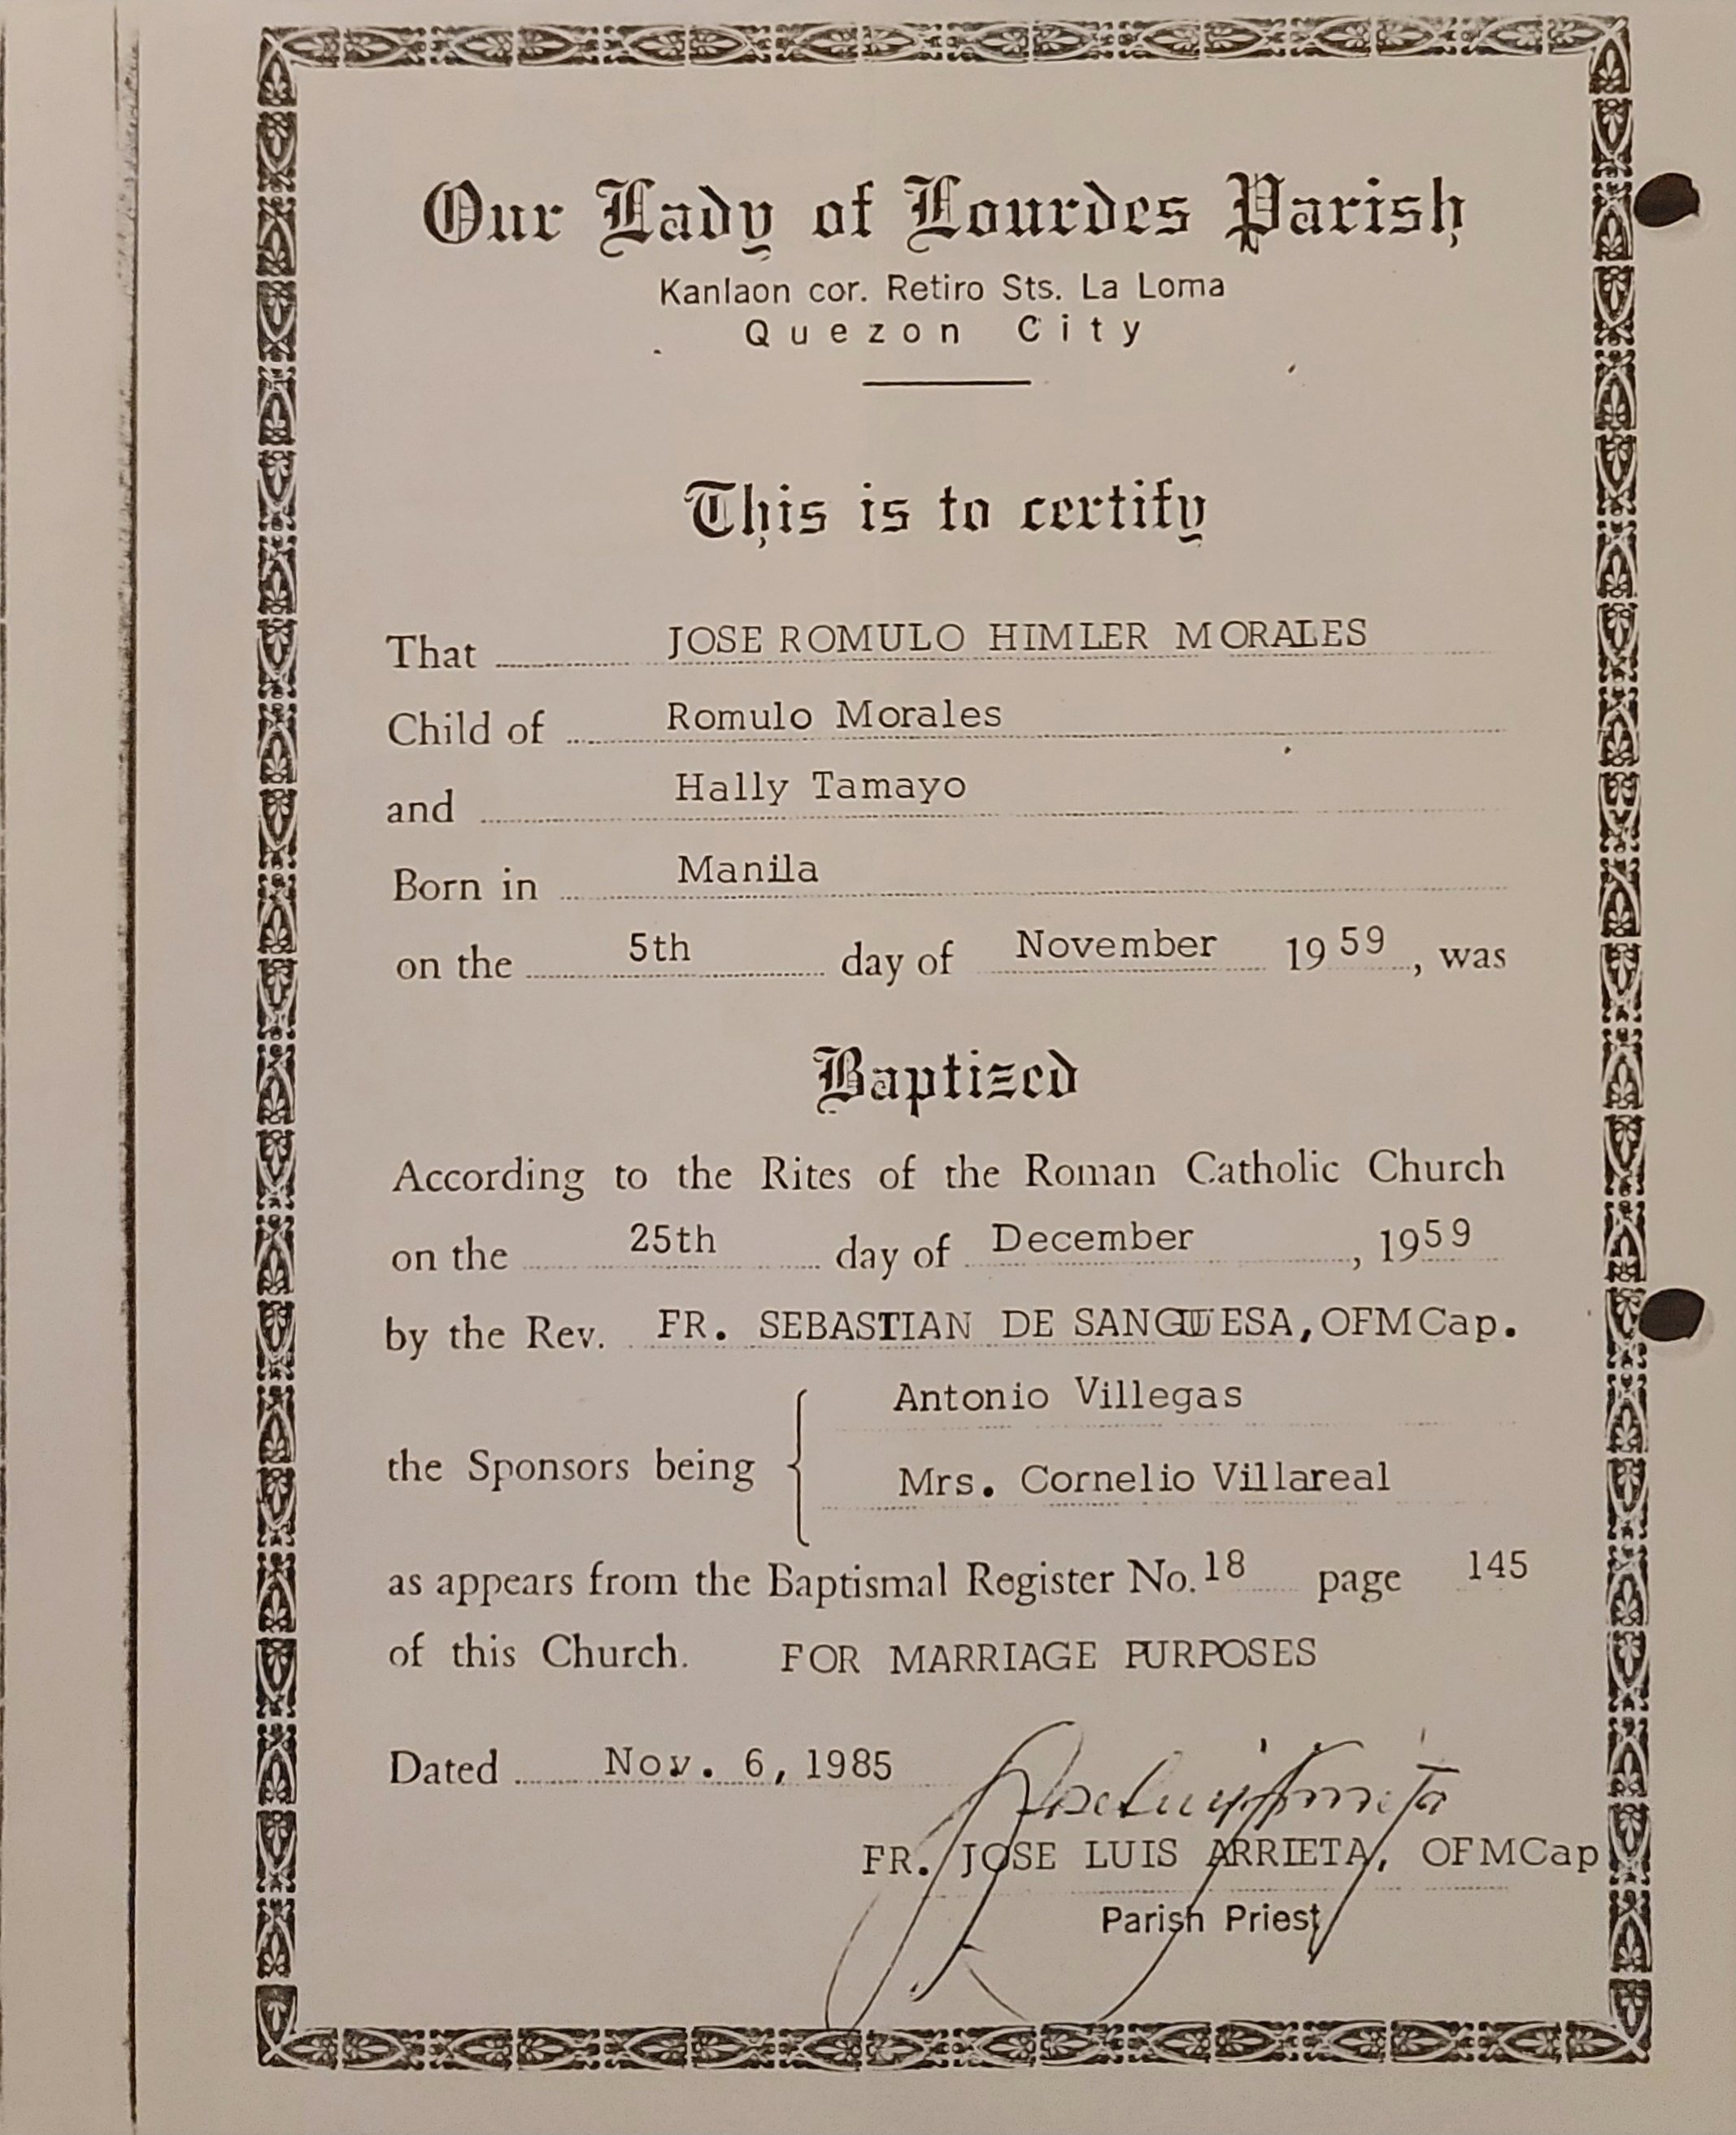 Our Lady of Lourdes Parish
Kanlaon cor. Retiro Sts. La Loma
Quezon City
This is to certify
That JOSE ROMULO HIMLER MORALES
Child of Romulo Morales
and Hally Tamayo
Born in Manila
on the 5th day of November 1959, was
Baptized
According to the Rites of the Roman Catholic Church
on the 25th day of December, 1959
by the Rev. FR. SEBASTIAN DE SANGUESA, OFMCap.
Antonio Villegas
the Sponsors being
Mrs. Cornelio Villareal
as appears from the Baptismal Register No. 18 page 145
of this Church. FOR MARRIAGE PURPOSES
Dated Nov. 6, 1985
Jose Luis Arrieta
FR. JOSE LUIS ARRIETA, OFMCap
Parish Priest